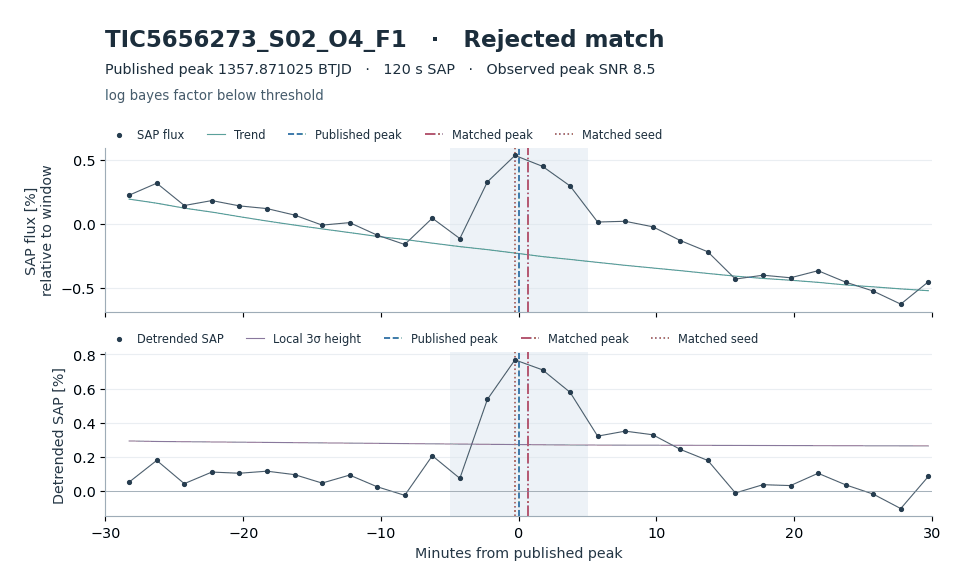 TIC5656273_S02_O4_F1 · Rejected match
Published peak 1357.871025 BTJD · 120 s SAP · Observed peak SNR 8.5
log bayes factor below threshold
SAP flux Trend Published peak Matched peak Matched seed
SAP flux [%]
relative to window
0.5
0.0
−0.5
Detrended SAP Local 3σ height Published peak Matched peak Matched seed
Detrended SAP [%]
0.8
0.6
0.4
0.2
0.0
−30 −20 −10 0 10 20 30
Minutes from published peak